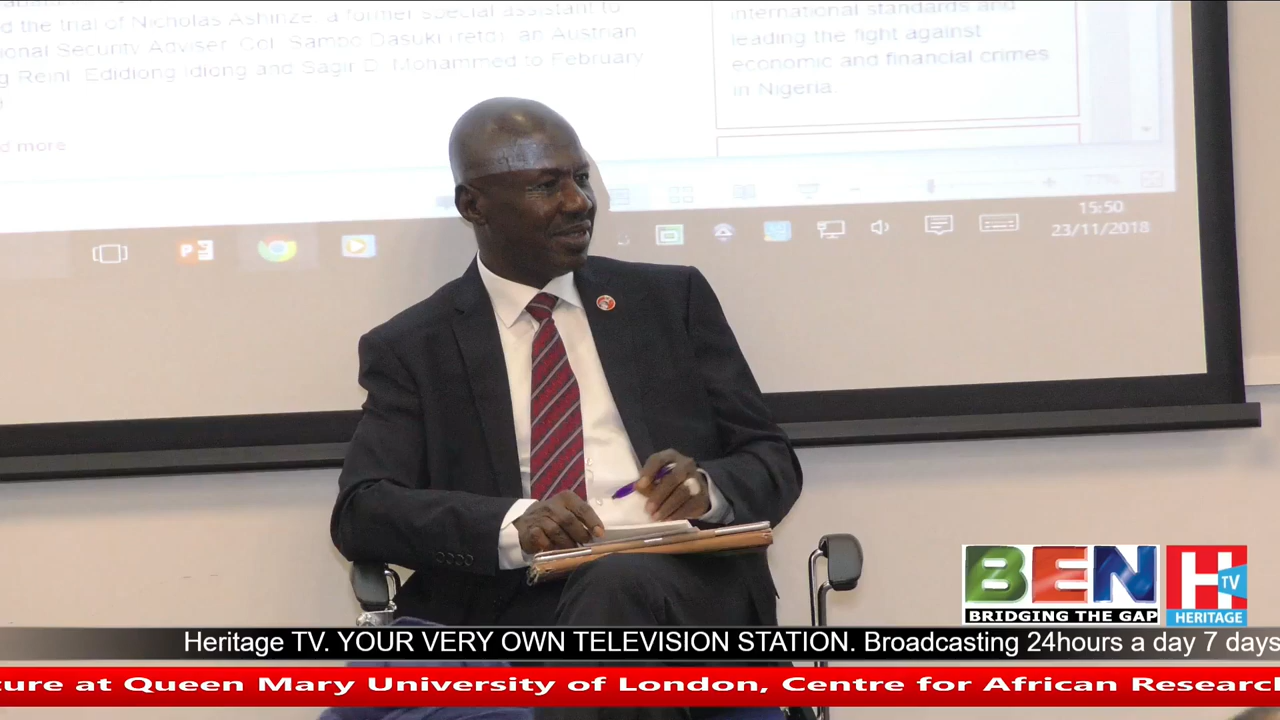 the trial of Nicholas Ashinze, a former special assistant to
onal Security Adviser, Col. Sambo Dasuki (retd), an Austrian
g Reinl, Edidiong Idiong and Sagir D. Mohammed to February
d more
international standards and
leading the fight against
economic and financial crimes
in Nigeria.
15:50
23/11/2018
BEN
BRIDGING THE GAP
H
TV
HERITAGE
Heritage TV. YOUR VERY OWN TELEVISION STATION. Broadcasting 24hours a day 7 days
ture at Queen Mary University of London, Centre for African Research